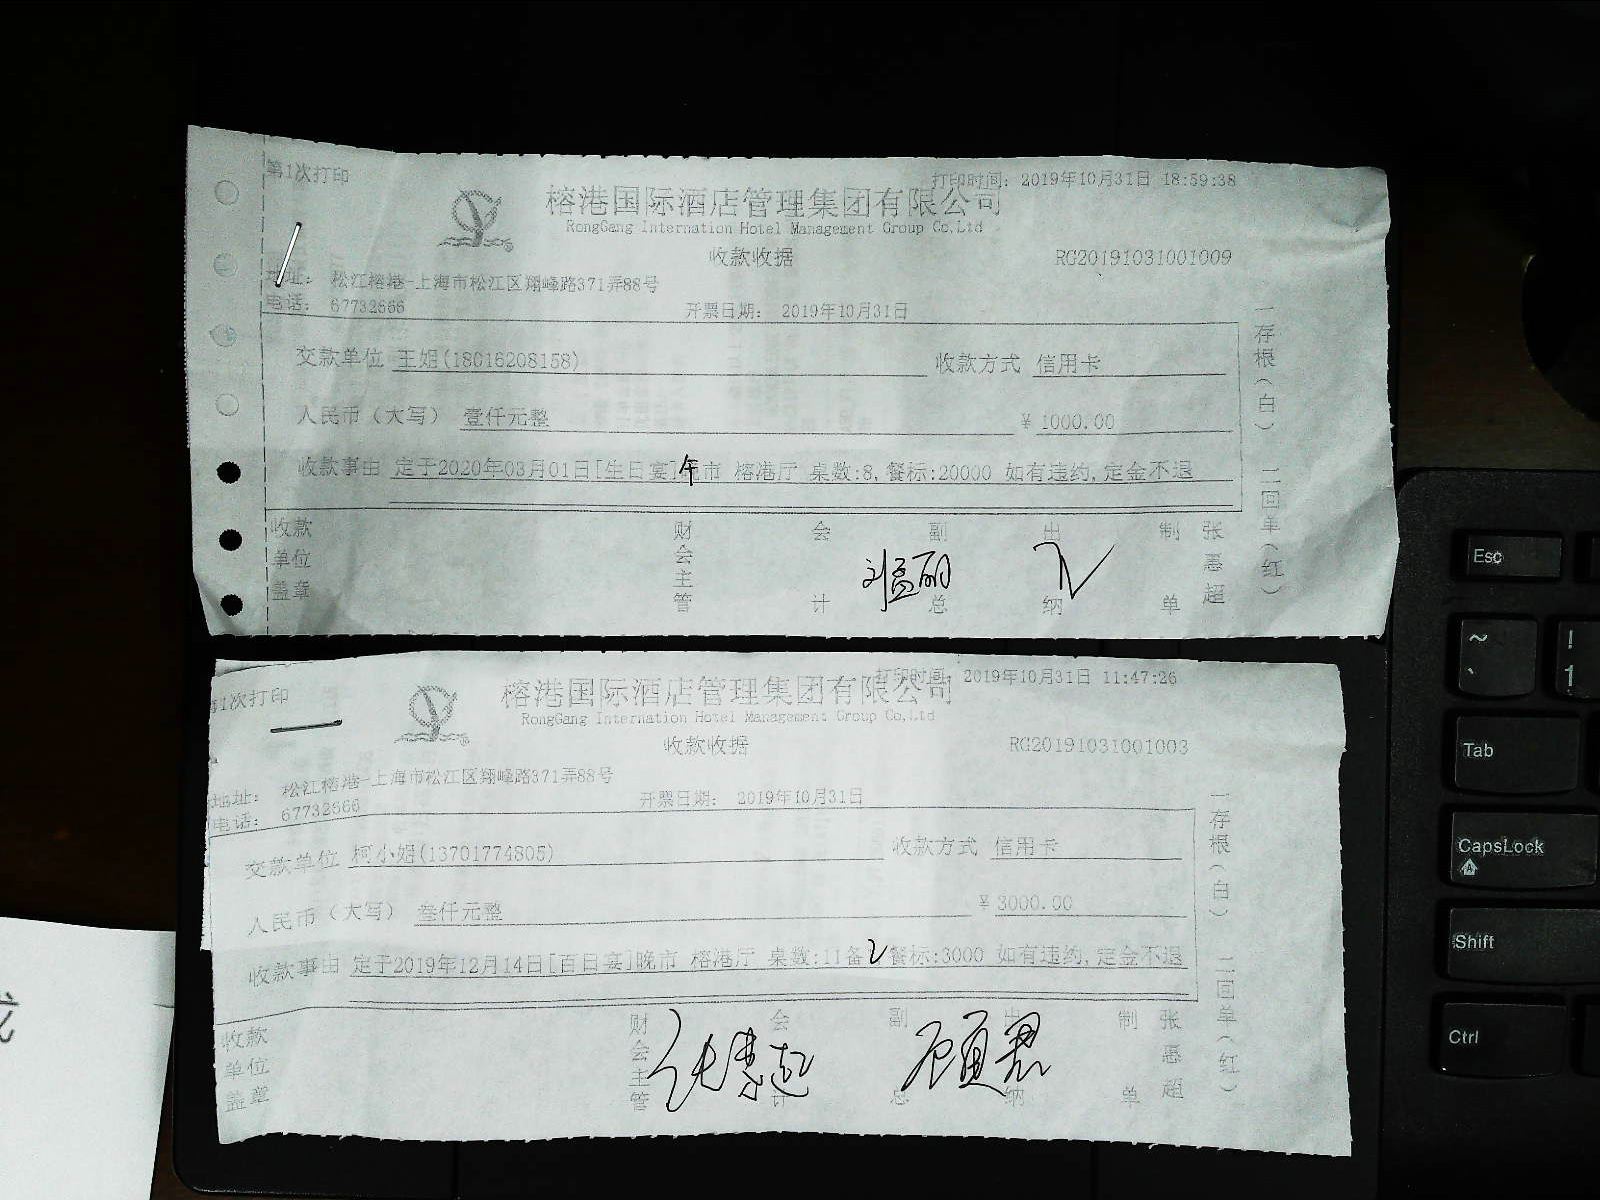 第1次打印
打印时间: 2019年10月31日 18:59:38
榕港国际酒店管理集团有限公司
RongGang Internation Hotel Management Group Co,Ltd
收款收据
RG20191031001009
地址: 松江榕港-上海市松江区翔峰路371弄88号
电话: 67732666
开票日期: 2019年10月31日
交款单位 王姐(18016208158) 收款方式 信用卡
人民币（大写） 壹仟元整 ¥ 1000.00
收款事由 定于2020年03月01日[生日宴]午市 榕港厅 桌数:8,餐标:20000 如有违约,定金不退
一存根(白) 二回单(红)
收款单位盖章 财会主管 会计 副总 出纳 制单 张惠超
第1次打印
打印时间 2019年10月31日 11:47:26
榕港国际酒店管理集团有限公司
RongGang Internation Hotel Management Group Co,Ltd
收款收据
RG20191031001003
地址: 松江榕港-上海市松江区翔峰路371弄88号
电话: 67732666
开票日期: 2019年10月31日
交款单位 柯小姐(13701774805) 收款方式 信用卡
人民币（大写） 叁仟元整 ¥ 3000.00
收款事由 定于2019年12月14日[百日宴]晚市 榕港厅 桌数:11备2餐标:3000 如有违约,定金不退
一存根(白) 二回单(红)
收款单位盖章 财会主管 会计 副总 出纳 制单 张惠超
张惠超
Esc
~
`
!
1
Tab
CapsLock
A
Shift
Ctrl